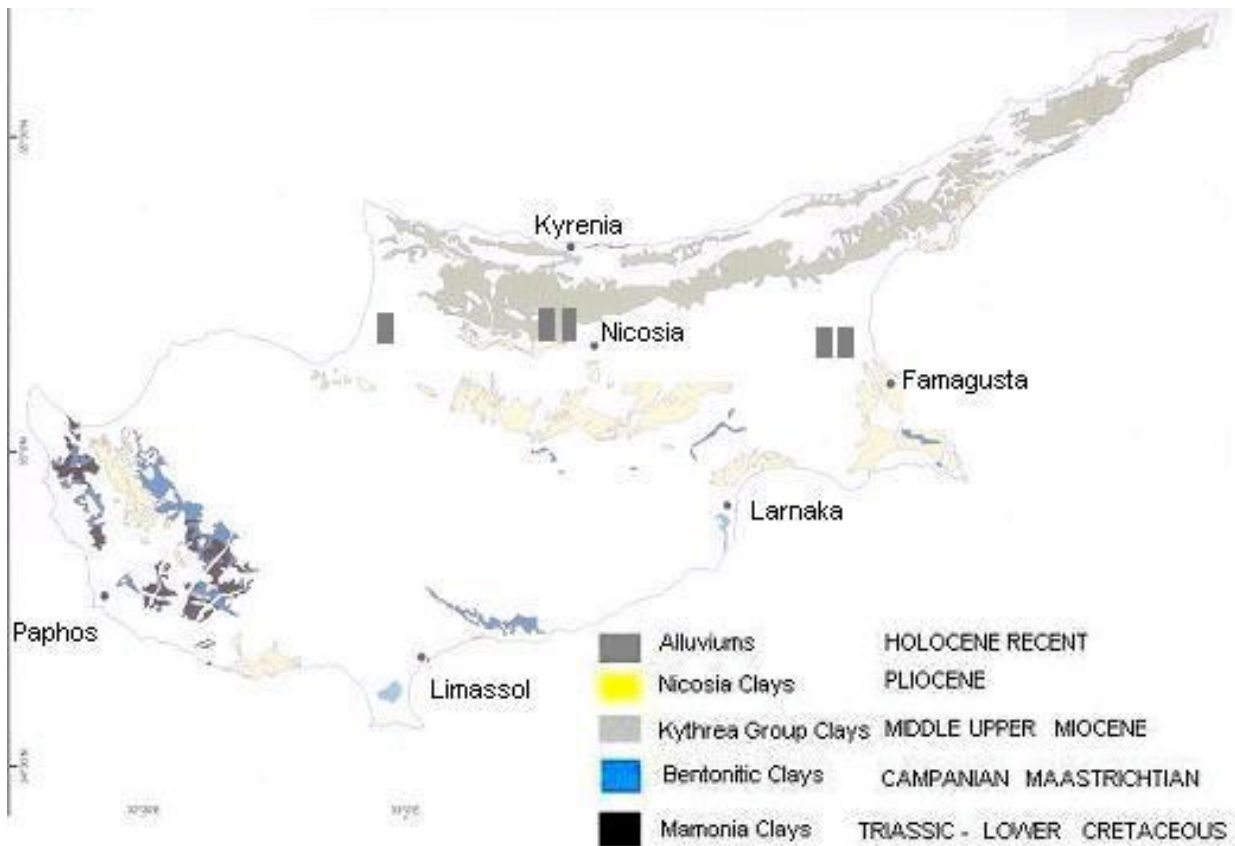 Kyrenia
Nicosia
Famagusta
Larnaka
Paphos
Limassol
Alluviums HOLOCENE RECENT
Nicosia Clays PLIOCENE
Kythrea Group Clays MIDDLE UPPER MIOCENE
Bentonitic Clays CAMPANIAN MAASTRICHTIAN
Mamonia Clays TRIASSIC - LOWER CRETACEOUS